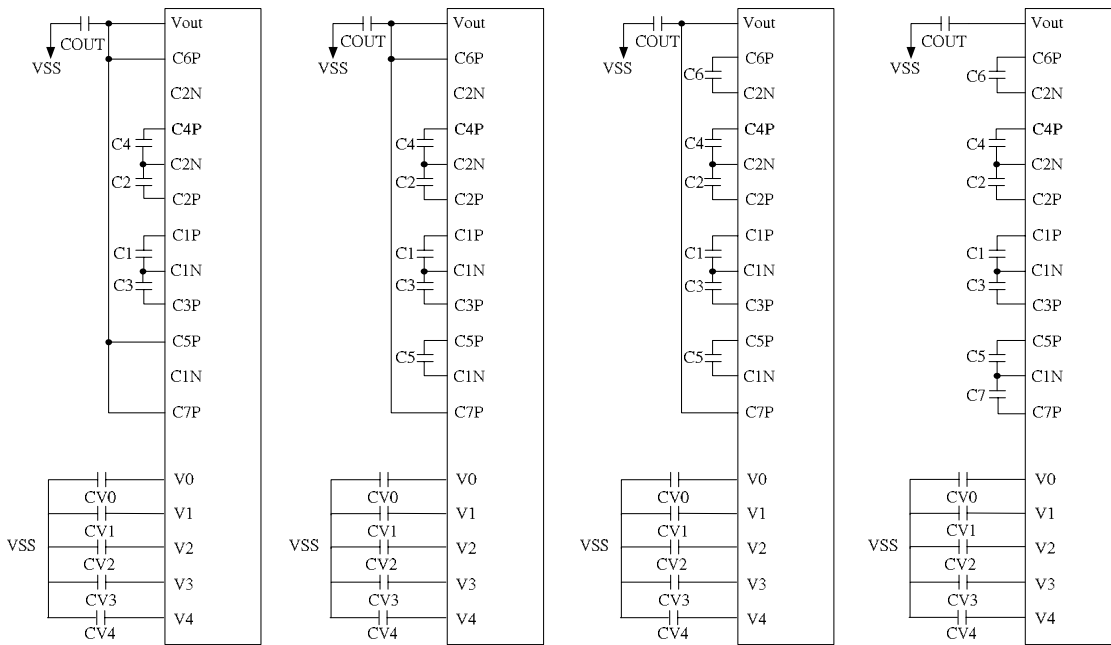 Vout
COUT
VSS
C6P
C2N
C4P
C4
C2N
C2
C2P
C1P
C1
C1N
C3
C3P
C5P
C1N
C7P
V0
CV0
V1
CV1
VSS
V2
CV2
V3
CV3
V4
CV4
Vout
COUT
VSS
C6P
C2N
C4P
C4
C2N
C2
C2P
C1P
C1
C1N
C3
C3P
C5P
C5
C1N
C7P
V0
CV0
V1
CV1
VSS
V2
CV2
V3
CV3
V4
CV4
Vout
COUT
VSS
C6P
C6
C2N
C4P
C4
C2N
C2
C2P
C1P
C1
C1N
C3
C3P
C5P
C5
C1N
C7P
V0
CV0
V1
CV1
VSS
V2
CV2
V3
CV3
V4
CV4
Vout
COUT
VSS
C6P
C6
C2N
C4P
C4
C2N
C2
C2P
C1P
C1
C1N
C3
C3P
C5P
C5
C1N
C7
C7P
V0
CV0
V1
CV1
VSS
V2
CV2
V3
CV3
V4
CV4